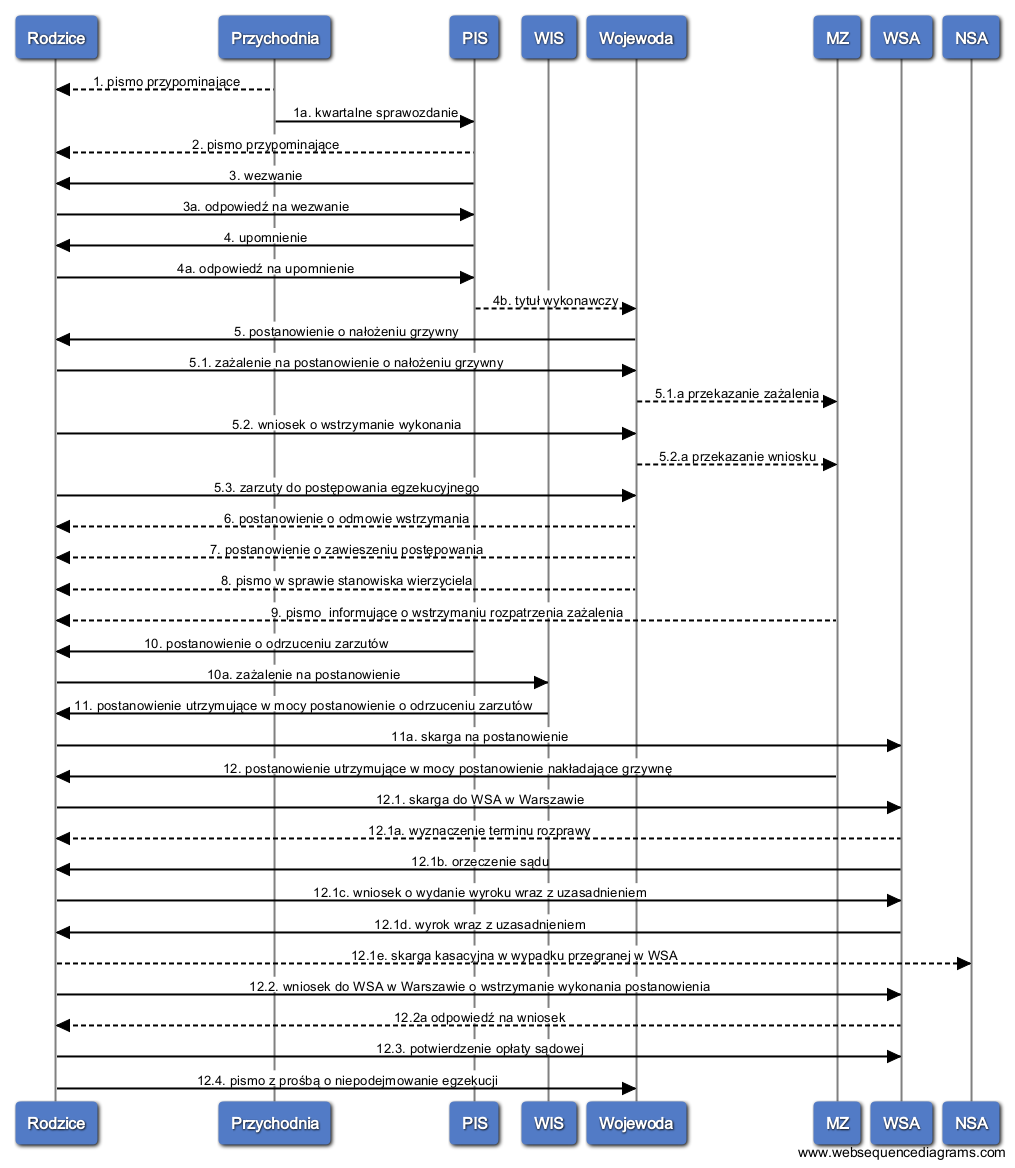 Rodzice Przychodnia PIS WIS Wojewoda MZ WSA NSA
1. pismo przypominające
1a. kwartalne sprawozdanie
2. pismo przypominające
3. wezwanie
3a. odpowiedź na wezwanie
4. upomnienie
4a. odpowiedź na upomnienie
4b. tytuł wykonawczy
5. postanowienie o nałożeniu grzywny
5.1. zażalenie na postanowienie o nałożeniu grzywny
5.1.a przekazanie zażalenia
5.2. wniosek o wstrzymanie wykonania
5.2.a przekazanie wniosku
5.3. zarzuty do postępowania egzekucyjnego
6. postanowienie o odmowie wstrzymania
7. postanowienie o zawieszeniu postępowania
8. pismo w sprawie stanowiska wierzyciela
9. pismo  informujące o wstrzymaniu rozpatrzenia zażalenia
10. postanowienie o odrzuceniu zarzutów
10a. zażalenie na postanowienie
11. postanowienie utrzymujące w mocy postanowienie o odrzuceniu zarzutów
11a. skarga na postanowienie
12. postanowienie utrzymujące w mocy postanowienie nakładające grzywnę
12.1. skarga do WSA w Warszawie
12.1a. wyznaczenie terminu rozprawy
12.1b. orzeczenie sądu
12.1c. wniosek o wydanie wyroku wraz z uzasadnieniem
12.1d. wyrok wraz z uzasadnieniem
12.1e. skarga kasacyjna w wypadku przegranej w WSA
12.2. wniosek do WSA w Warszawie o wstrzymanie wykonania postanowienia
12.2a odpowiedź na wniosek
12.3. potwierdzenie opłaty sądowej
12.4. pismo z prośbą o niepodejmowanie egzekucji
Rodzice Przychodnia PIS WIS Wojewoda MZ WSA NSA
www.websequencediagrams.com